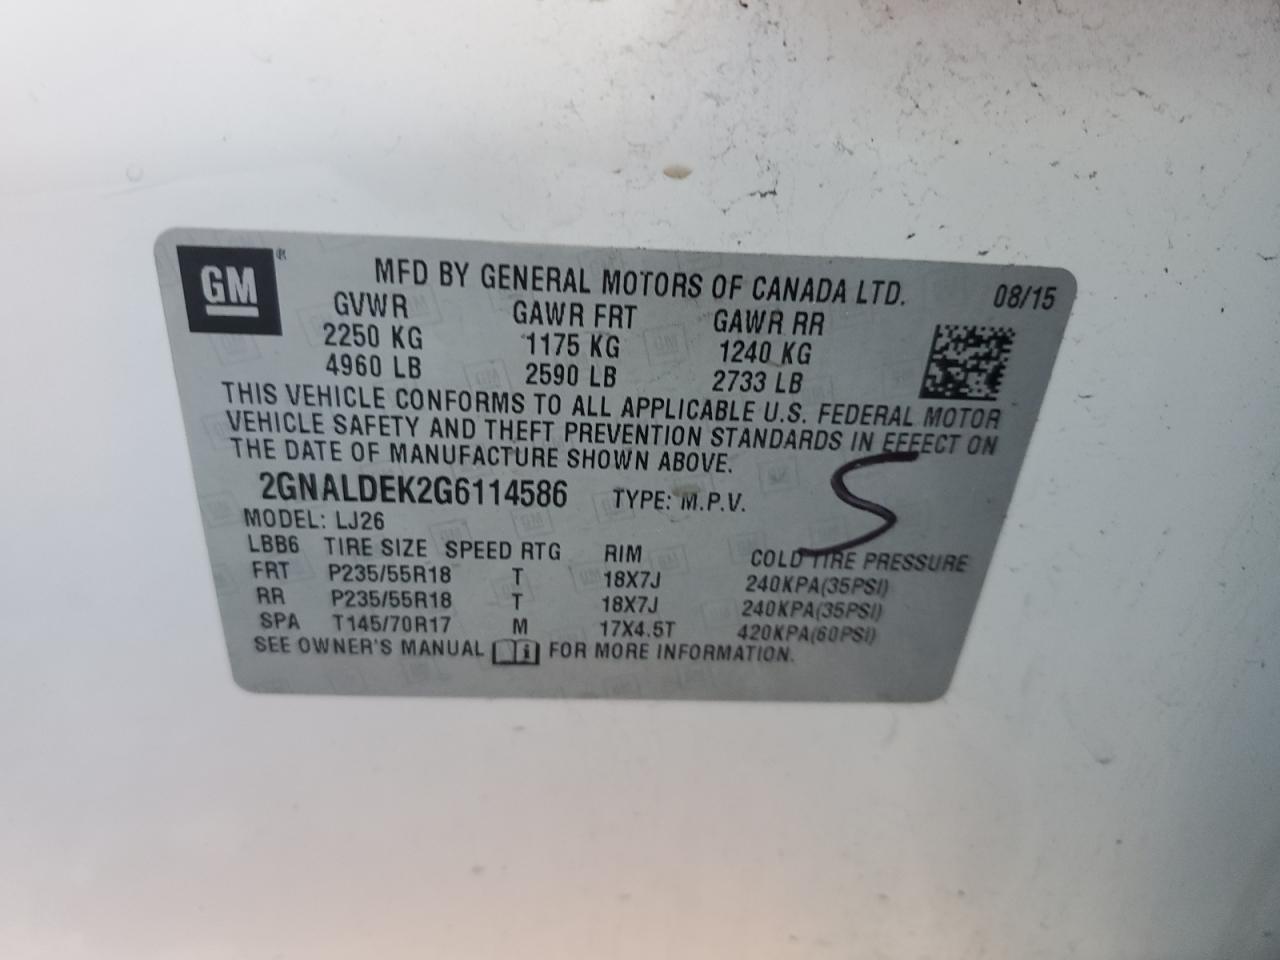 GM®
MFD BY GENERAL MOTORS OF CANADA LTD. 08/15
GVWR GAWR FRT GAWR RR
2250 KG 1175 KG 1240 KG
4960 LB 2590 LB 2733 LB
THIS VEHICLE CONFORMS TO ALL APPLICABLE U.S. FEDERAL MOTOR
VEHICLE SAFETY AND THEFT PREVENTION STANDARDS IN EFFECT ON
THE DATE OF MANUFACTURE SHOWN ABOVE.
2GNALDEK2G6114586 TYPE: M.P.V. S
MODEL: LJ26
LBB6 TIRE SIZE SPEED RTG RIM COLD TIRE PRESSURE
FRT P235/55R18 T 18X7J 240KPA(35PSI)
RR P235/55R18 T 18X7J 240KPA(35PSI)
SPA T145/70R17 M 17X4.5T 420KPA(60PSI)
SEE OWNER'S MANUAL i FOR MORE INFORMATION.